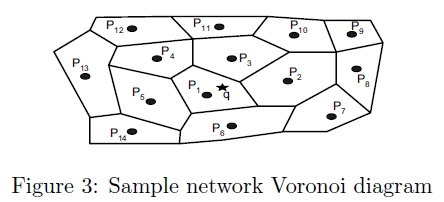 P12 P11 P10 P9
P4 P3
P13 P2 P8
P5 P1 q
P7
P14 P6
Figure 3: Sample network Voronoi diagram